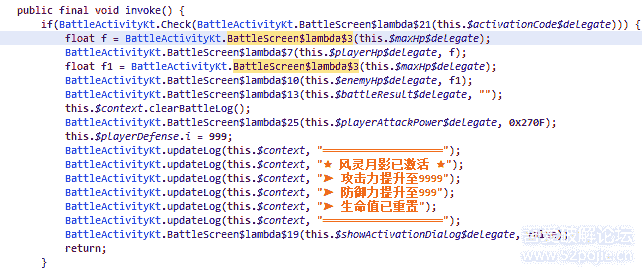 public final void invoke() {
if(BattleActivityKt.Check(BattleActivityKt.BattleScreen$lambda$21(this.$activationCode$delegate))) {
float f = BattleActivityKt.BattleScreen$lambda$3(this.$maxHp$delegate);
BattleActivityKt.BattleScreen$lambda$7(this.$playerHp$delegate, f);
float f1 = BattleActivityKt.BattleScreen$lambda$3(this.$maxHp$delegate);
BattleActivityKt.BattleScreen$lambda$10(this.$enemyHp$delegate, f1);
BattleActivityKt.BattleScreen$lambda$13(this.$battleResult$delegate, "");
this.$context.clearBattleLog();
BattleActivityKt.BattleScreen$lambda$25(this.$playerAttackPower$delegate, 0x270F);
this.$playerDefense.i = 999;
BattleActivityKt.updateLog(this.$context, "════════════════════");
BattleActivityKt.updateLog(this.$context, "★ 风灵月影已激活 ★");
BattleActivityKt.updateLog(this.$context, "➤ 攻击力提升至9999");
BattleActivityKt.updateLog(this.$context, "➤ 防御力提升至999");
BattleActivityKt.updateLog(this.$context, "➤ 生命值已重置");
BattleActivityKt.updateLog(this.$context, "════════════════════");
BattleActivityKt.BattleScreen$lambda$19(this.$showActivationDialog$delegate, false);
return;
}
吾爱破解论坛
www.52pojie.cn